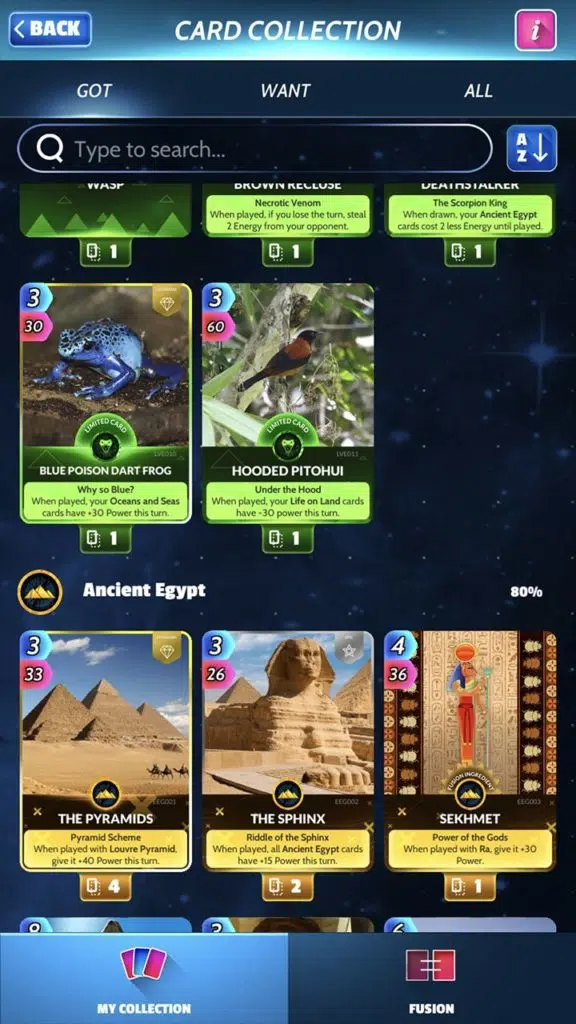 BACK
CARD COLLECTION
i
GOT
WANT
ALL
Type to search...
A
Z
WASP
BROWN RECLUSE
DEATHSTALKER
Necrotic Venom
When played, if you lose the turn, steal
2 Energy from your opponent.
The Scorpion King
When drawn, your Ancient Egypt
cards cost 2 less Energy until played.
1
1
1
3
30
LIMITED CARD
LVE010
BLUE POISON DART FROG
Why so Blue?
When played, your Oceans and Seas
cards have +30 Power this turn.
1
3
60
LIMITED CARD
LVE011
HOODED PITOHUI
Under the Hood
When played, your Life on Land cards
have -30 power this turn.
1
Ancient Egypt
80%
3
33
EEG001
THE PYRAMIDS
Pyramid Scheme
When played with Louvre Pyramid,
give it +40 Power this turn.
4
3
26
EEG002
THE SPHINX
Riddle of the Sphinx
When played, all Ancient Egypt cards
have +15 Power this turn.
2
4
36
FUSION INGREDIENT
EEG003
SEKHMET
Power of the Gods
When played with Ra, give it +30
Power.
1
MY COLLECTION
FUSION